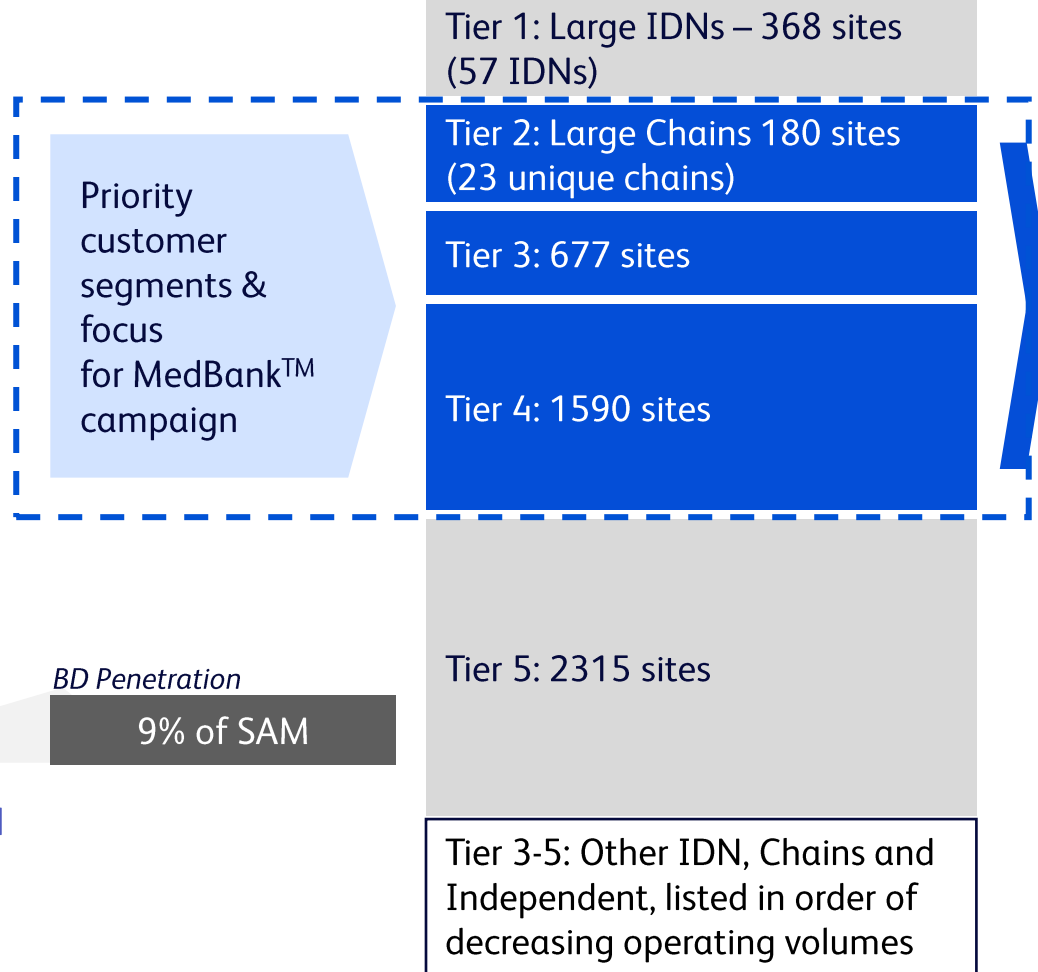 Tier 1: Large IDNs – 368 sites
(57 IDNs)
Tier 2: Large Chains 180 sites
(23 unique chains)
Priority
customer
segments &
focus
for MedBank™
campaign
Tier 3: 677 sites
Tier 4: 1590 sites
Tier 5: 2315 sites
BD Penetration
9% of SAM
Tier 3-5: Other IDN, Chains and
Independent, listed in order of
decreasing operating volumes